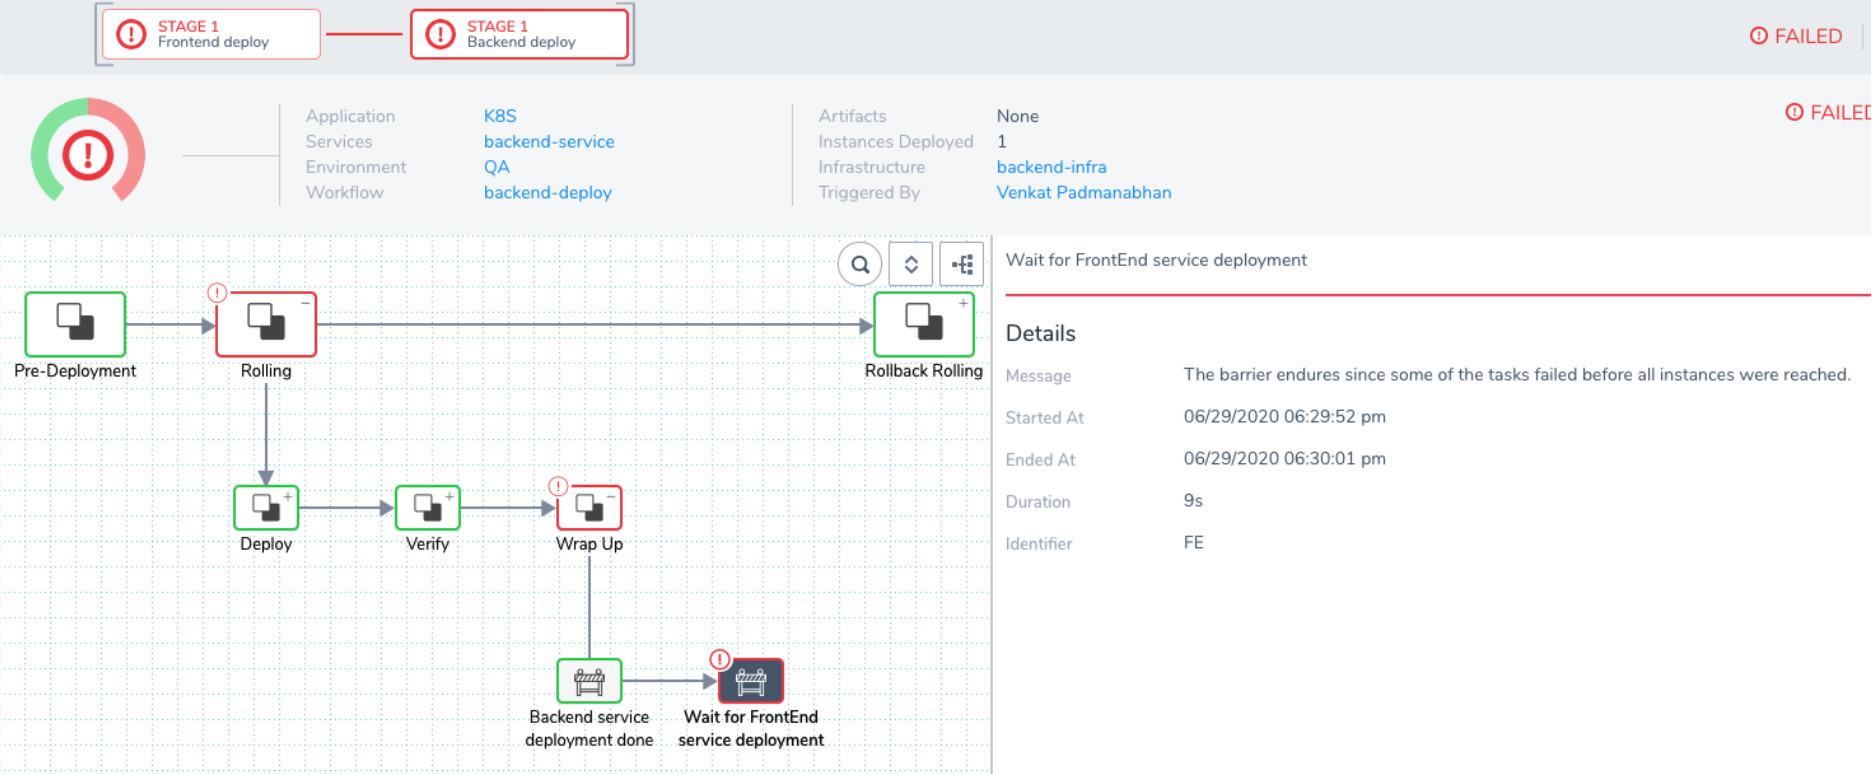 STAGE 1
Frontend deploy
STAGE 1
Backend deploy
FAILED
Application K8S
Services backend-service
Environment QA
Workflow backend-deploy
Artifacts None
Instances Deployed 1
Infrastructure backend-infra
Triggered By Venkat Padmanabhan
FAILED
Pre-Deployment
Rolling
Rollback Rolling
Deploy
Verify
Wrap Up
Backend service
deployment done
Wait for FrontEnd
service deployment
Wait for FrontEnd service deployment
Details
Message The barrier endures since some of the tasks failed before all instances were reached.
Started At 06/29/2020 06:29:52 pm
Ended At 06/29/2020 06:30:01 pm
Duration 9s
Identifier FE